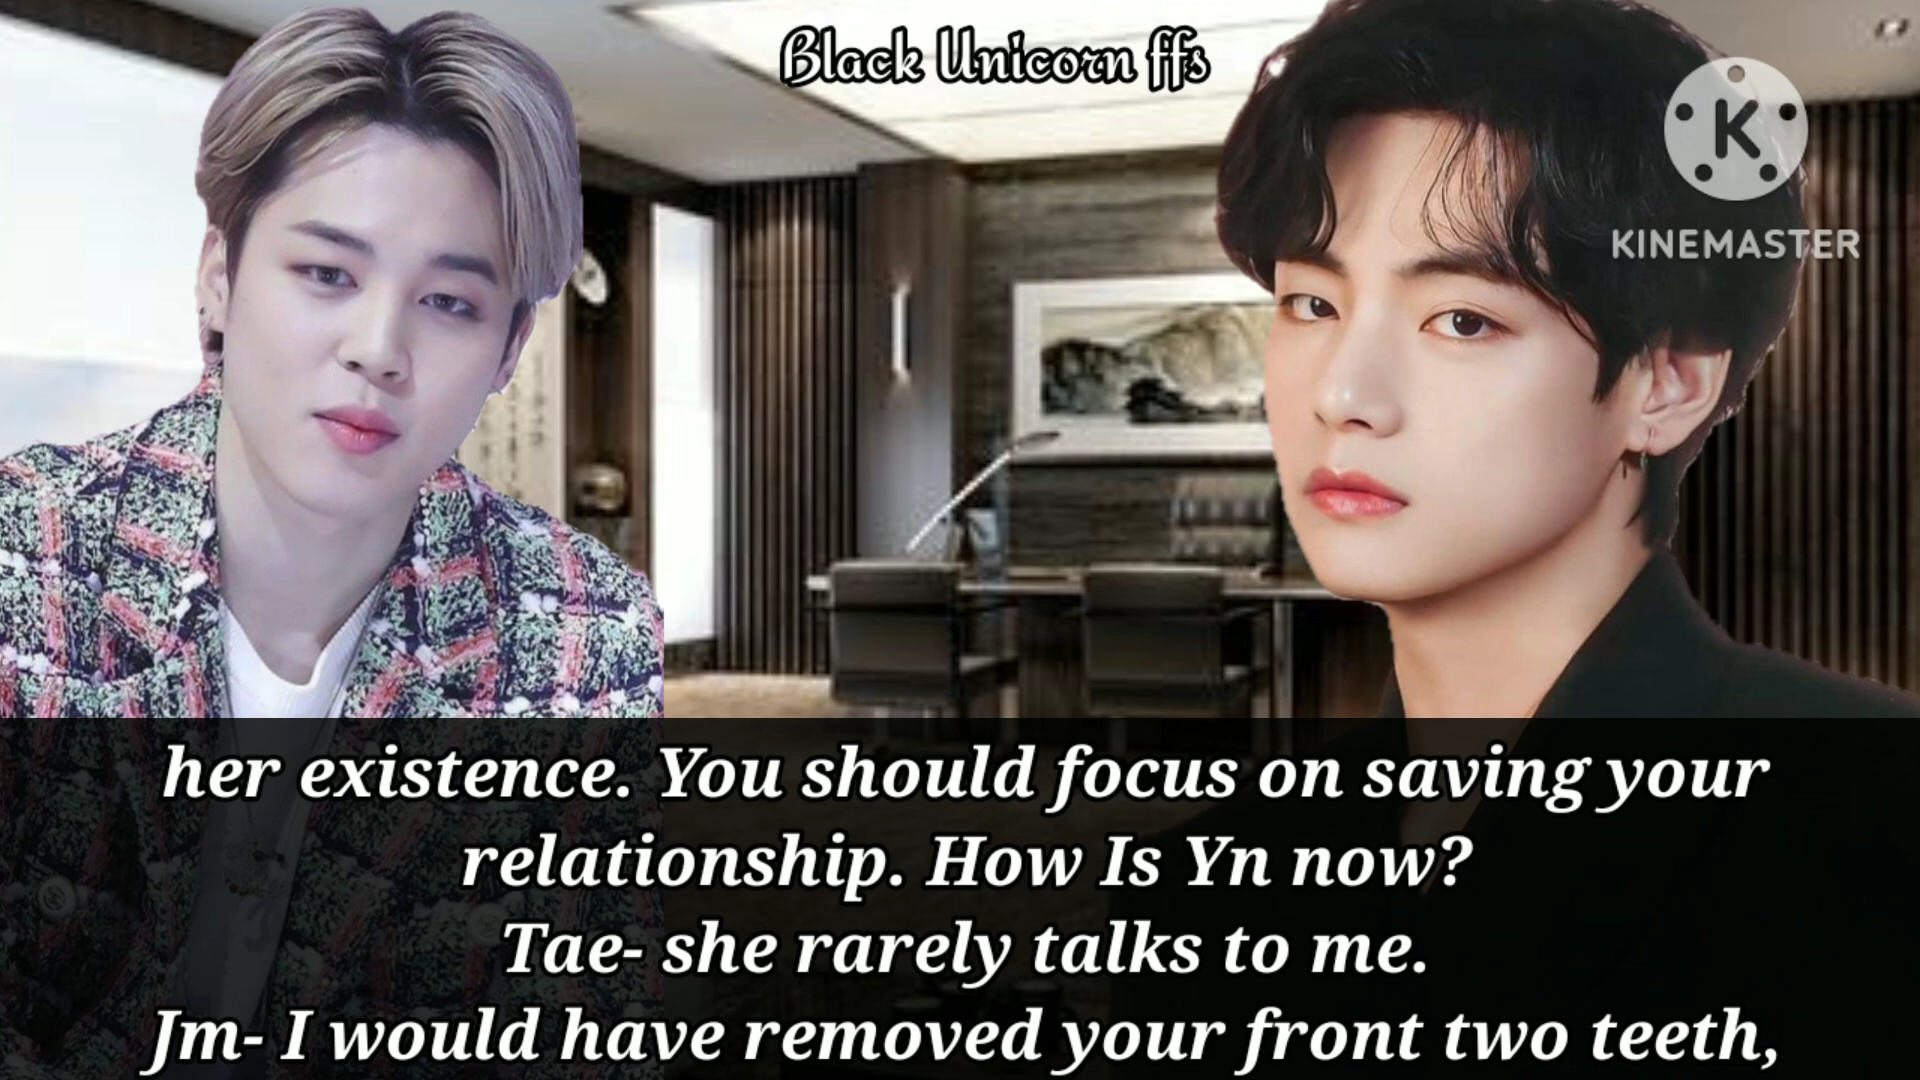 Black Unicorn ffs
K
KINEMASTER
her existence. You should focus on saving your
relationship. How Is Yn now?
Tae- she rarely talks to me.
Jm- I would have removed your front two teeth,